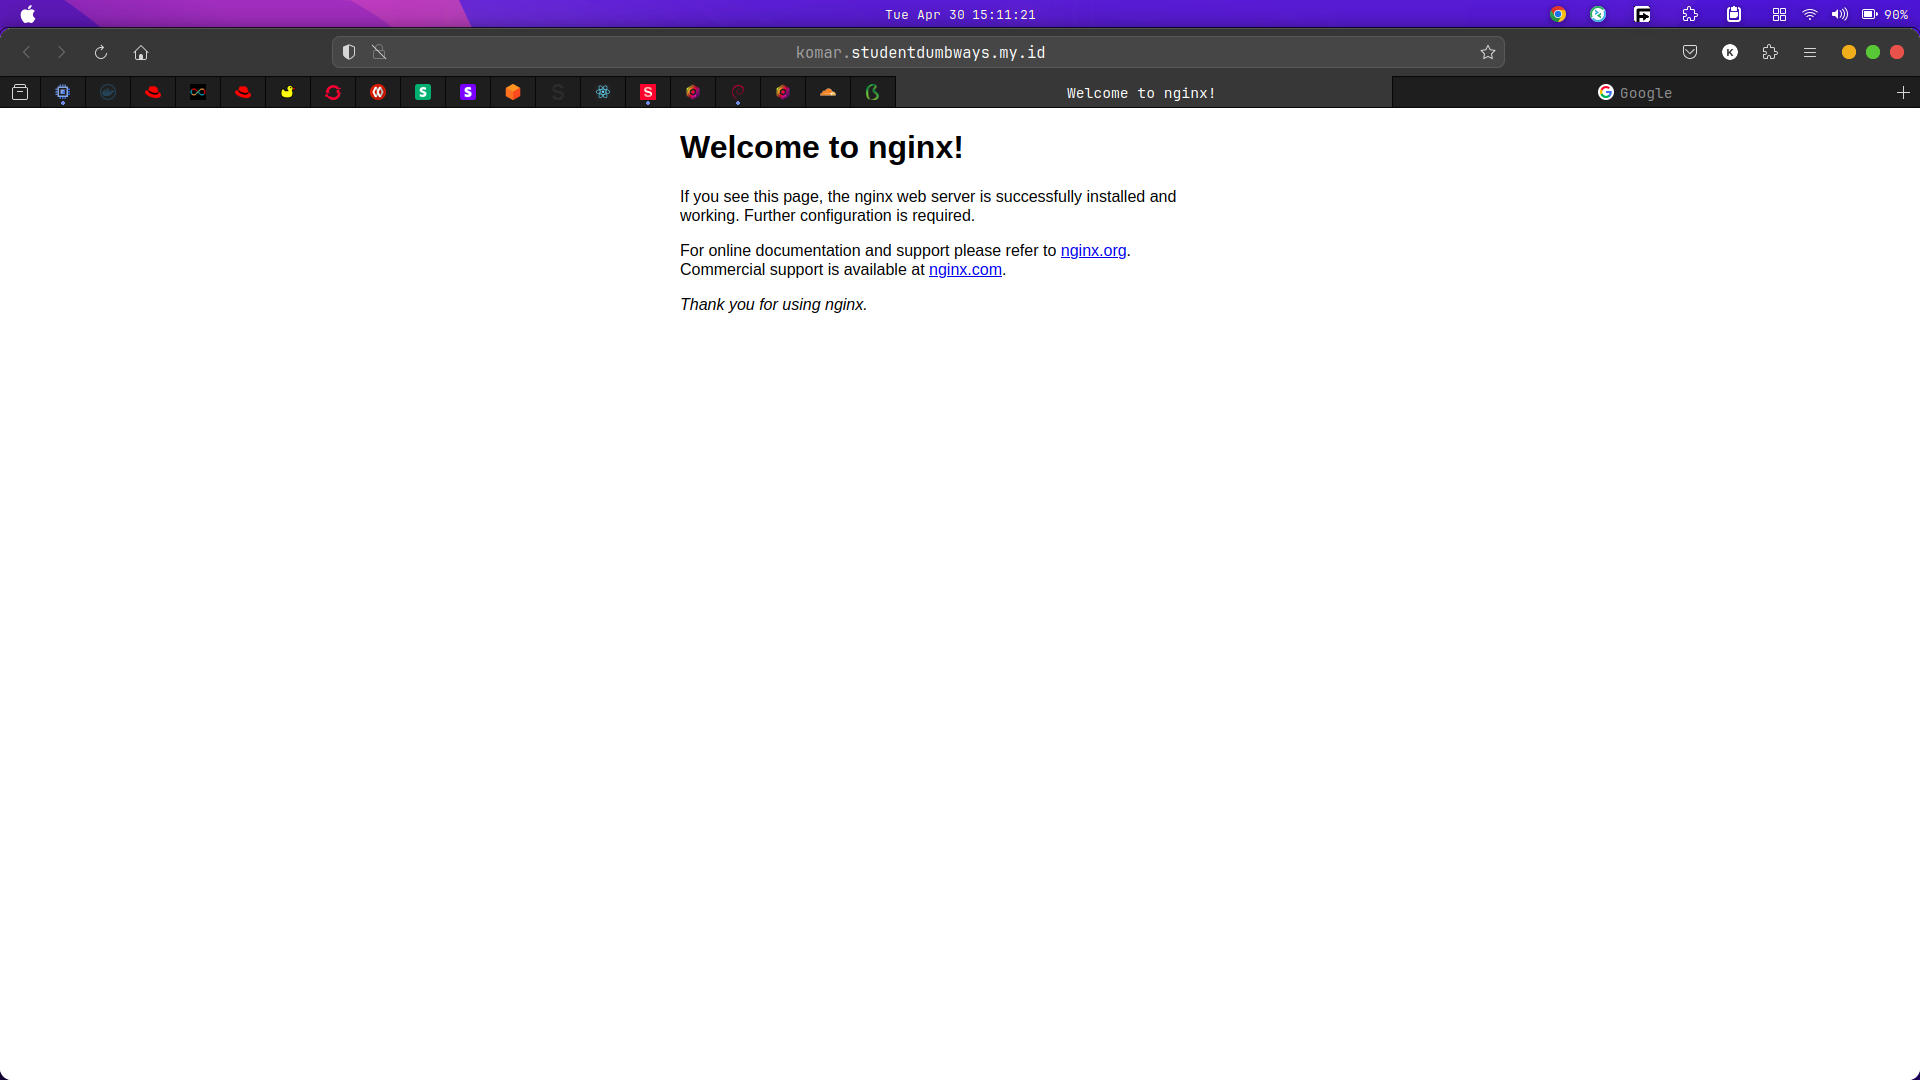 Tue Apr 30 15:11:21
90%
komar.studentdumbways.my.id
K
S
S
S
S
Welcome to nginx!
Google
Welcome to nginx!
If you see this page, the nginx web server is successfully installed and
working. Further configuration is required.
For online documentation and support please refer to nginx.org.
Commercial support is available at nginx.com.
Thank you for using nginx.